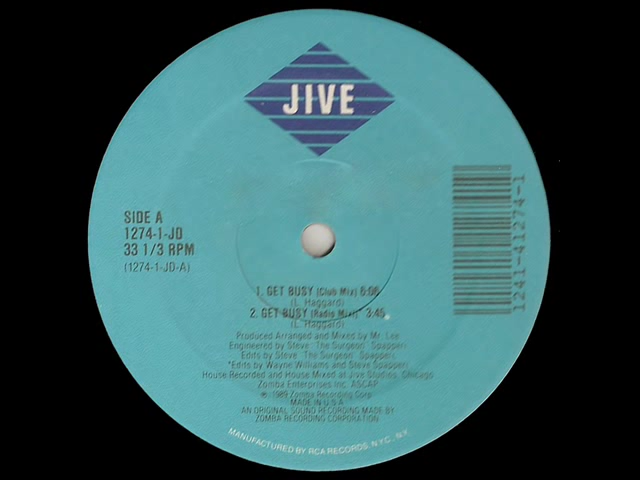 JIVE
SIDE A
1274-1-JD
33 1/3 RPM
(1274-1-JD-A)
1241-41274-1
1. GET BUSY (Club Mix) 6:06
(L. Haggard)
2. GET BUSY (Radio Mix)* 3:45
(L. Haggard)
Produced Arranged and Mixed by Mr. Lee
Engineered by Steve "The Surgeon" Spapperi
Edits by Steve "The Surgeon" Spapperi
*Edits by Wayne Williams and Steve Spapperi
House Recorded and House Mixed at Jive Studios, Chicago
Zomba Enterprises Inc. ASCAP
℗ 1989 Zomba Recording Corp.
MADE IN U.S.A.
AN ORIGINAL SOUND RECORDING MADE BY
ZOMBA RECORDING CORPORATION
MANUFACTURED BY RCA RECORDS, N.Y.C., N.Y.